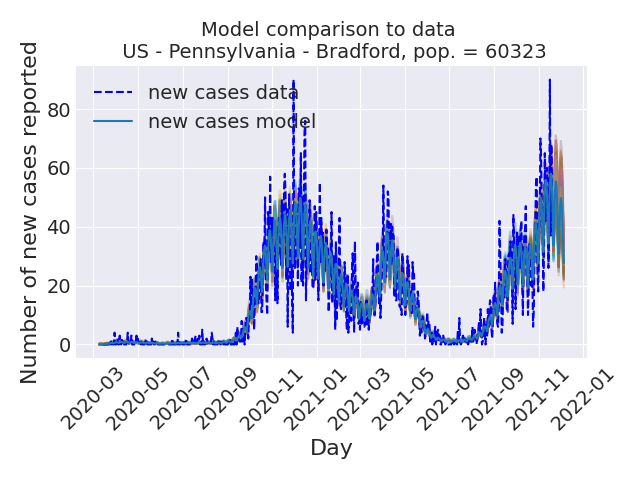 Model comparison to data
US - Pennsylvania - Bradford, pop. = 60323
Number of new cases reported
80
60
40
20
0
new cases data
new cases model
2020-03
2020-05
2020-07
2020-09
2020-11
2021-01
2021-03
2021-05
2021-07
2021-09
2021-11
2022-01
Day